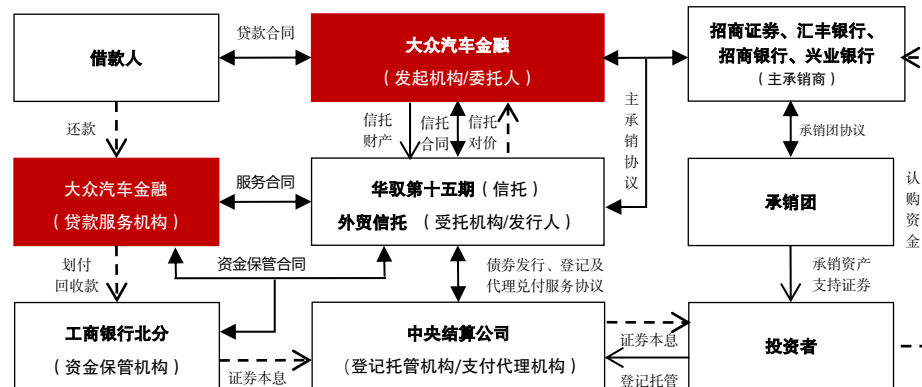 借款人
贷款合同
大众汽车金融
（发起机构/委托人）
招商证券、汇丰银行、
招商银行、兴业银行
（主承销商）
还款
信托
财产
信托
合同
信托
对价
主承销协议
承销团协议
大众汽车金融
（贷款服务机构）
服务合同
华驭第十五期（信托）
外贸信托（受托机构/发行人）
承销团
认购资金
划付
回收款
资金保管合同
债券发行、登记及
代理兑付服务协议
承销资产
支持证券
工商银行北分
（资金保管机构）
证券本息
中央结算公司
（登记托管机构/支付代理机构）
证券本息
登记托管
投资者